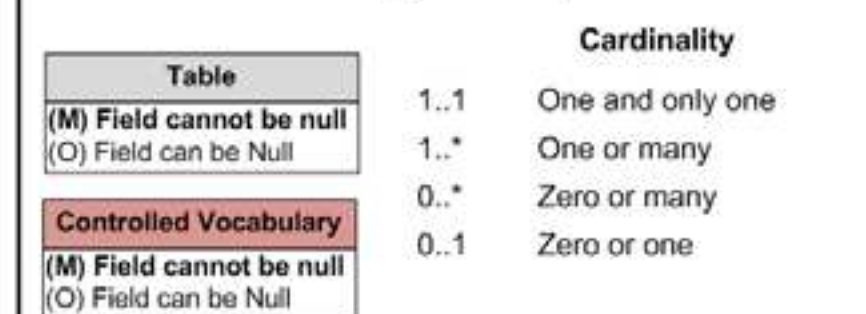 Table
(M) Field cannot be null
(O) Field can be Null
Controlled Vocabulary
(M) Field cannot be null
(O) Field can be Null
Cardinality
1..1 One and only one
1..* One or many
0..* Zero or many
0..1 Zero or one